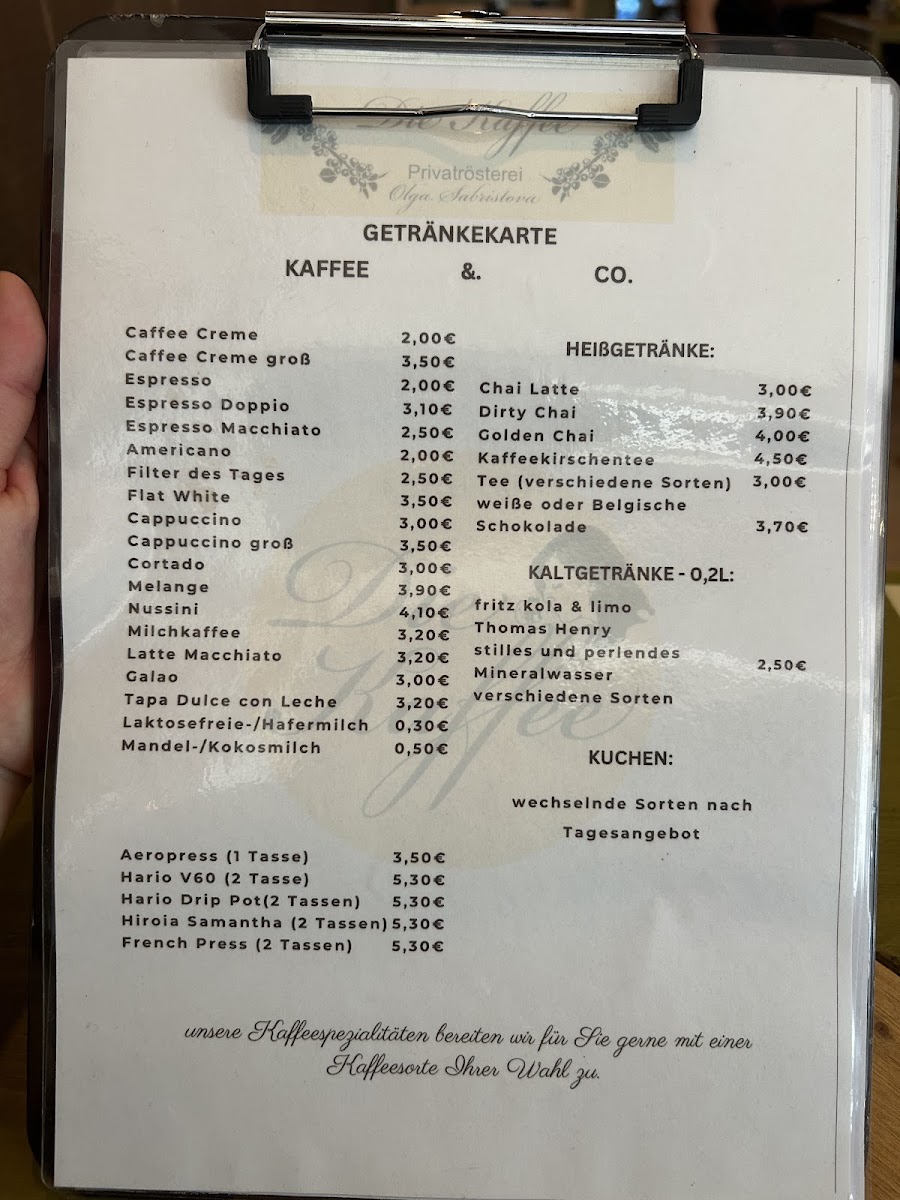 Die Kaffee
Privatrösterei
Olga Sabristova
GETRÄNKEKARTE
KAFFEE &. CO.
Caffee Creme 2,00€
Caffee Creme groß 3,50€
Espresso 2,00€
Espresso Doppio 3,10€
Espresso Macchiato 2,50€
Americano 2,00€
Filter des Tages 2,50€
Flat White 3,50€
Cappuccino 3,00€
Cappuccino groß 3,50€
Cortado 3,00€
Melange 3,90€
Nussini 4,10€
Milchkaffee 3,20€
Latte Macchiato 3,20€
Galao 3,00€
Tapa Dulce con Leche 3,20€
Laktosefreie-/Hafermilch 0,30€
Mandel-/Kokosmilch 0,50€
Aeropress (1 Tasse) 3,50€
Hario V60 (2 Tasse) 5,30€
Hario Drip Pot(2 Tassen) 5,30€
Hiroia Samantha (2 Tassen) 5,30€
French Press (2 Tassen) 5,30€
HEIßGETRÄNKE:
Chai Latte 3,00€
Dirty Chai 3,90€
Golden Chai 4,00€
Kaffeekirschentee 4,50€
Tee (verschiedene Sorten) 3,00€
weiße oder Belgische
Schokolade 3,70€
KALTGETRÄNKE - 0,2L:
fritz kola & limo
Thomas Henry
stilles und perlendes
Mineralwasser 2,50€
verschiedene Sorten
KUCHEN:
wechselnde Sorten nach
Tagesangebot
Die
Kaffee
unsere Kaffeespezialitäten bereiten wir für Sie gerne mit einer
Kaffeesorte Ihrer Wahl zu.